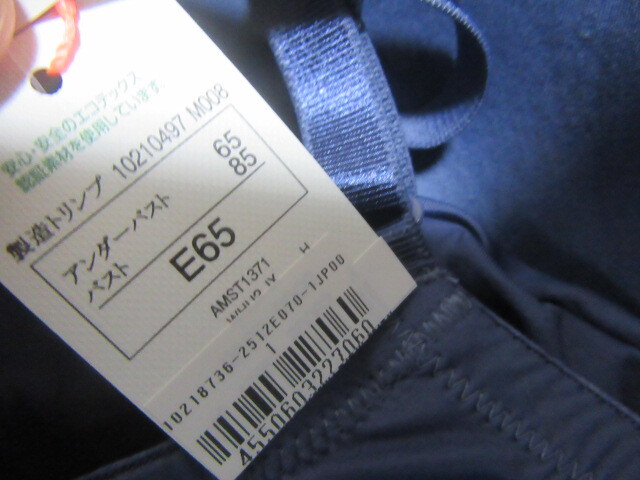 安心・安全のエコテックス
認証素材を使用しています
製造トリンプ 10210497 M008
アンダーバスト 65
バスト 85
E65
AMST1371
10218736-2512E070-1JP00
1
4550603227060